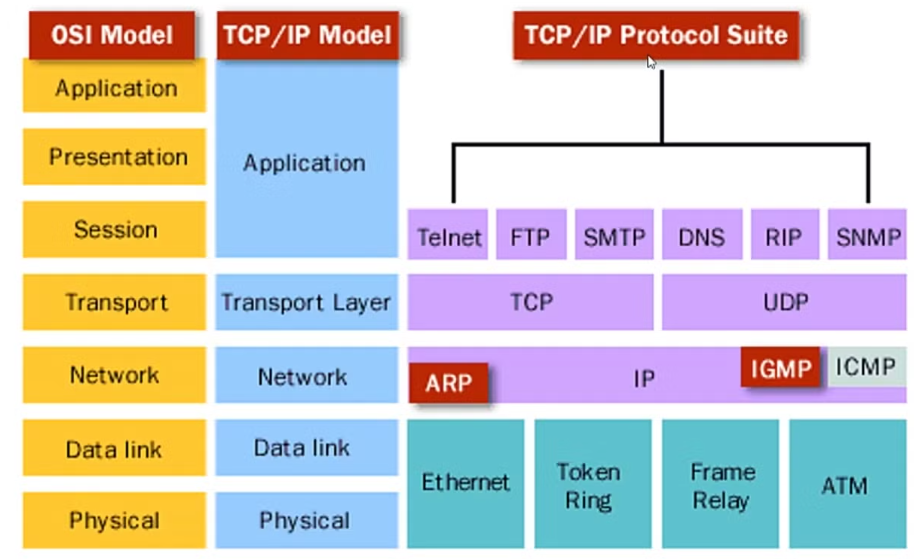 OSI Model
TCP/IP Model
TCP/IP Protocol Suite
Application
Presentation
Session
Transport
Network
Data link
Physical
Application
Transport Layer
Network
Data link
Physical
Telnet
FTP
SMTP
DNS
RIP
SNMP
TCP
UDP
ARP
IP
IGMP
ICMP
Ethernet
Token
Ring
Frame
Relay
ATM